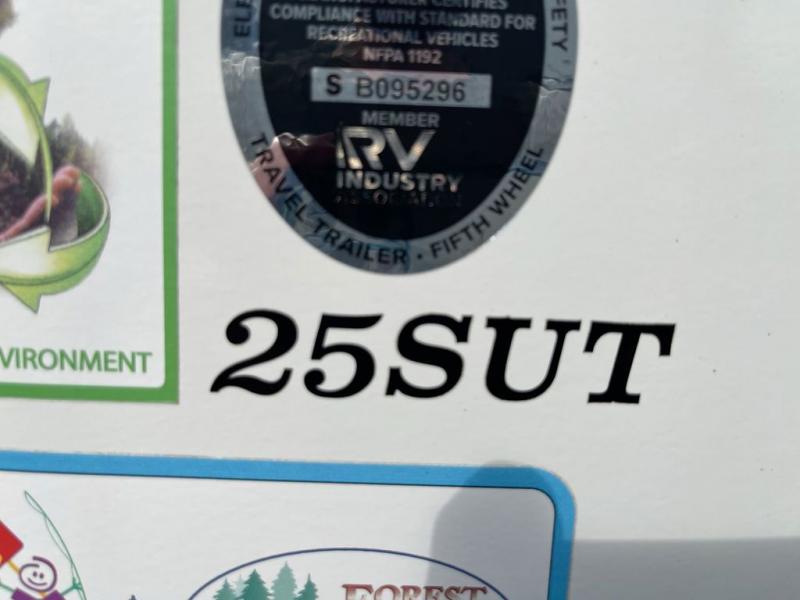 COMPLIANCE WITH STANDARD FOR
RECREATIONAL VEHICLES
NFPA 1192
S B095296
MEMBER
RV
INDUSTRY
ASSOCIATION
TRAVEL TRAILER • FIFTH WHEEL
VIRONMENT
25SUT
FOREST